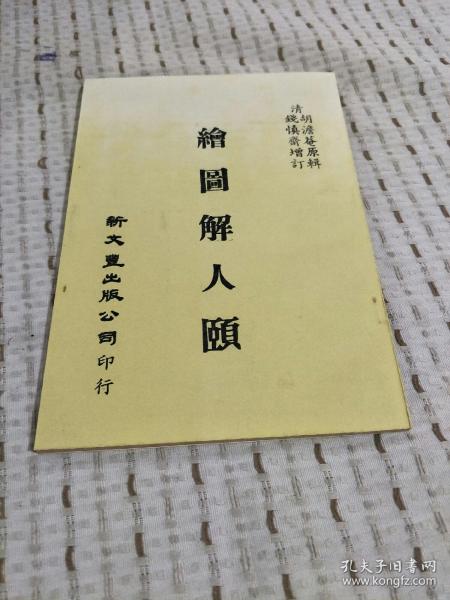 胡澹菴原輯
清錢慎齋增訂
繪圖解人頤
新文豐出版公司印行
孔夫子旧书网
www.kongfz.com